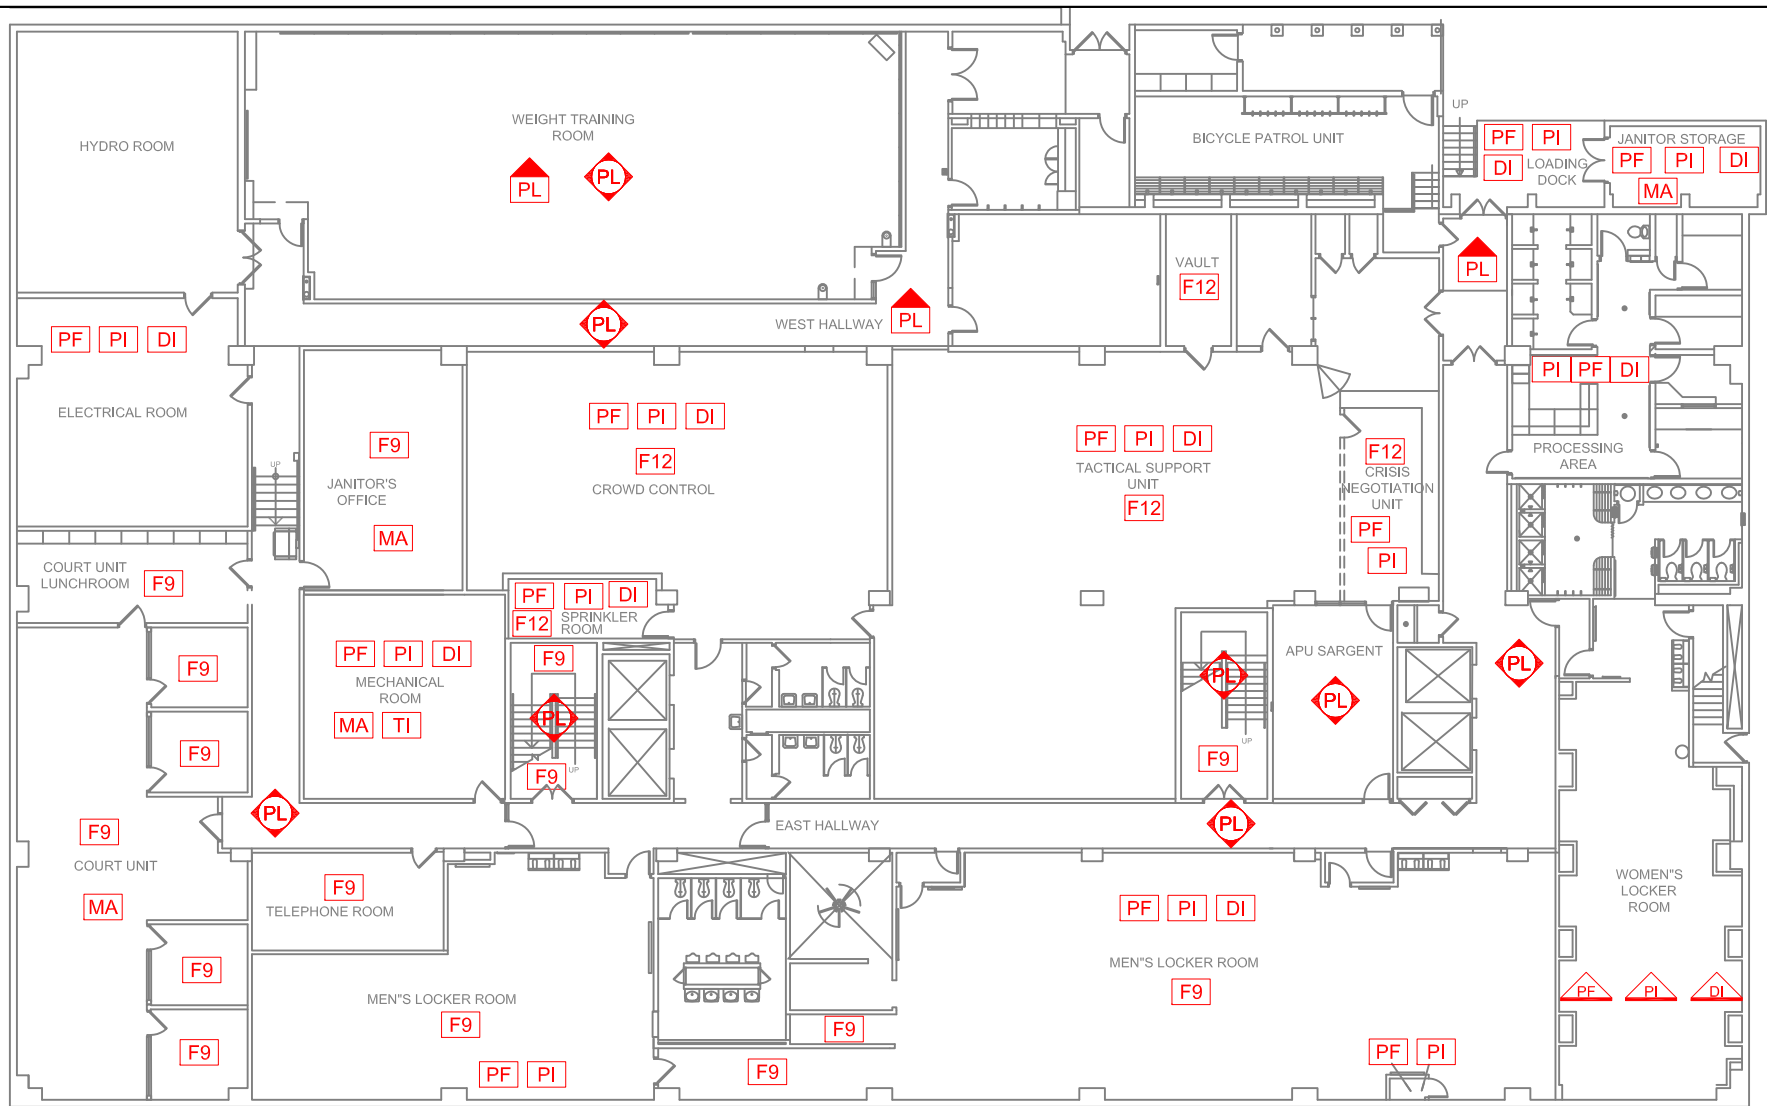 WEIGHT TRAINING
ROOM
PL
PL
HYDRO ROOM
BICYCLE PATROL UNIT
UP
PF PI
DI
LOADING
DOCK
JANITOR STORAGE
PF PI DI
MA
VAULT
F12
PL
PL
WEST HALLWAY
PL
PF PI DI
ELECTRICAL ROOM
UP
F9
JANITOR'S
OFFICE
MA
PF PI DI
F12
CROWD CONTROL
PF PI DI
TACTICAL SUPPORT
UNIT
F12
F12
CRISIS
NEGOTIATION
UNIT
PF
PI
PI PF DI
PROCESSING
AREA
COURT UNIT
LUNCHROOM
F9
PF PI DI
F12
SPRINKLER
ROOM
F9
PL
F9
UP
F9
F9
PF PI DI
MECHANICAL
ROOM
MA TI
PL
UP
F9
APU SARGENT
PL
PL
PL
EAST HALLWAY
PL
F9
COURT UNIT
MA
F9
F9
F9
TELEPHONE ROOM
MEN"S LOCKER ROOM
F9
PF PI
F9
F9
PF PI DI
MEN"S LOCKER ROOM
F9
PF PI
WOMEN"S
LOCKER
ROOM
PF PI DI